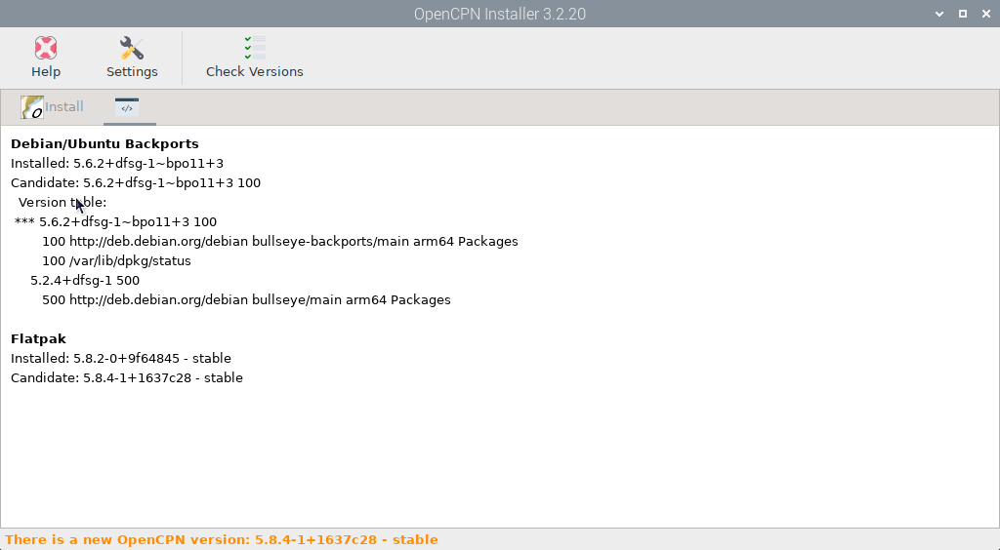 OpenCPN Installer 3.2.20
Help
Settings
Check Versions
Install
</>
Debian/Ubuntu Backports
Installed: 5.6.2+dfsg-1~bpo11+3
Candidate: 5.6.2+dfsg-1~bpo11+3 100
Version table:
*** 5.6.2+dfsg-1~bpo11+3 100
100 http://deb.debian.org/debian bullseye-backports/main arm64 Packages
100 /var/lib/dpkg/status
5.2.4+dfsg-1 500
500 http://deb.debian.org/debian bullseye/main arm64 Packages
Flatpak
Installed: 5.8.2-0+9f64845 - stable
Candidate: 5.8.4-1+1637c28 - stable
There is a new OpenCPN version: 5.8.4-1+1637c28 - stable